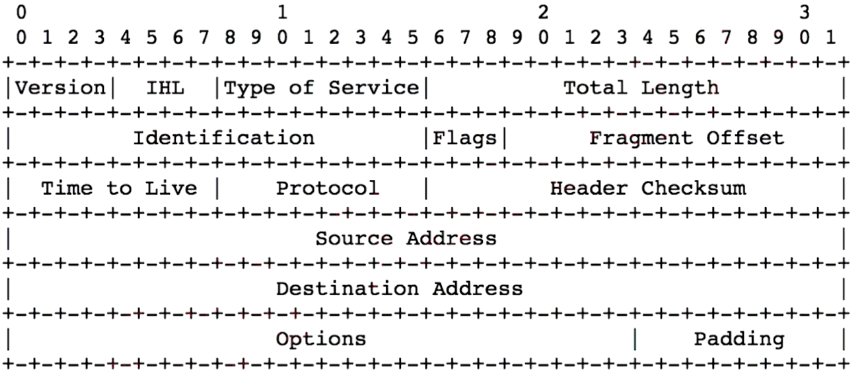 0                   1                   2                   3
 0 1 2 3 4 5 6 7 8 9 0 1 2 3 4 5 6 7 8 9 0 1 2 3 4 5 6 7 8 9 0 1
+-+-+-+-+-+-+-+-+-+-+-+-+-+-+-+-+-+-+-+-+-+-+-+-+-+-+-+-+-+-+-+-+
|Version|  IHL  |Type of Service|          Total Length         |
+-+-+-+-+-+-+-+-+-+-+-+-+-+-+-+-+-+-+-+-+-+-+-+-+-+-+-+-+-+-+-+-+
|         Identification        |Flags|      Fragment Offset    |
+-+-+-+-+-+-+-+-+-+-+-+-+-+-+-+-+-+-+-+-+-+-+-+-+-+-+-+-+-+-+-+-+
|  Time to Live |    Protocol   |         Header Checksum       |
+-+-+-+-+-+-+-+-+-+-+-+-+-+-+-+-+-+-+-+-+-+-+-+-+-+-+-+-+-+-+-+-+
|                       Source Address                          |
+-+-+-+-+-+-+-+-+-+-+-+-+-+-+-+-+-+-+-+-+-+-+-+-+-+-+-+-+-+-+-+-+
|                    Destination Address                        |
+-+-+-+-+-+-+-+-+-+-+-+-+-+-+-+-+-+-+-+-+-+-+-+-+-+-+-+-+-+-+-+-+
|                    Options                    |    Padding    |
+-+-+-+-+-+-+-+-+-+-+-+-+-+-+-+-+-+-+-+-+-+-+-+-+-+-+-+-+-+-+-+-+